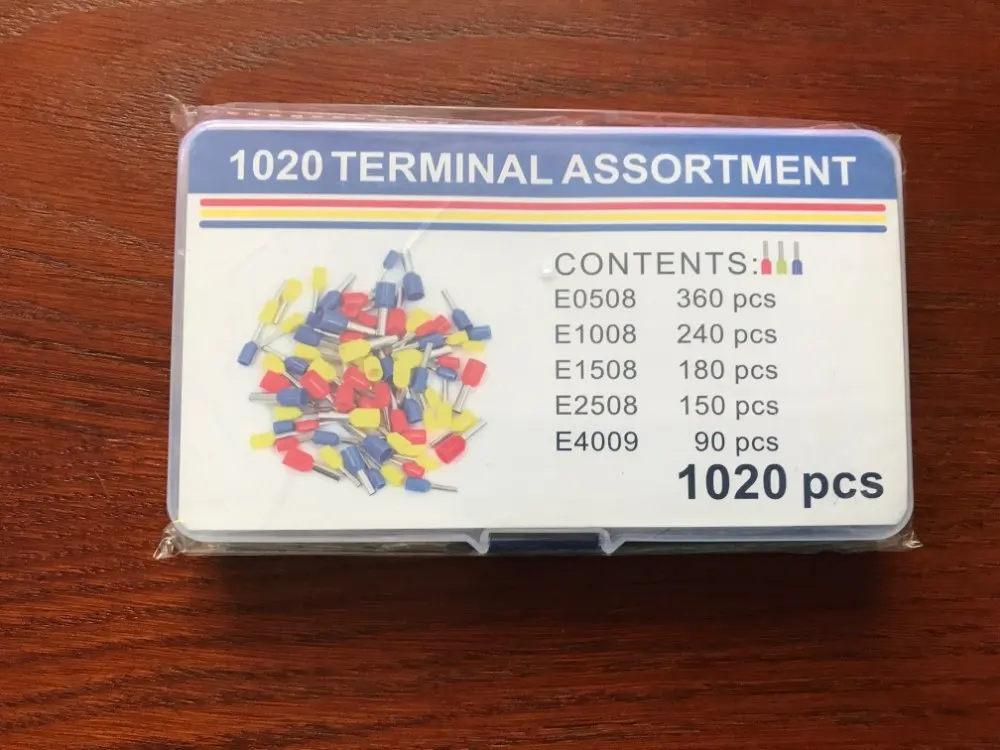 1020 TERMINAL ASSORTMENT
CONTENTS:
E0508 360 pcs
E1008 240 pcs
E1508 180 pcs
E2508 150 pcs
E4009 90 pcs
1020 pcs